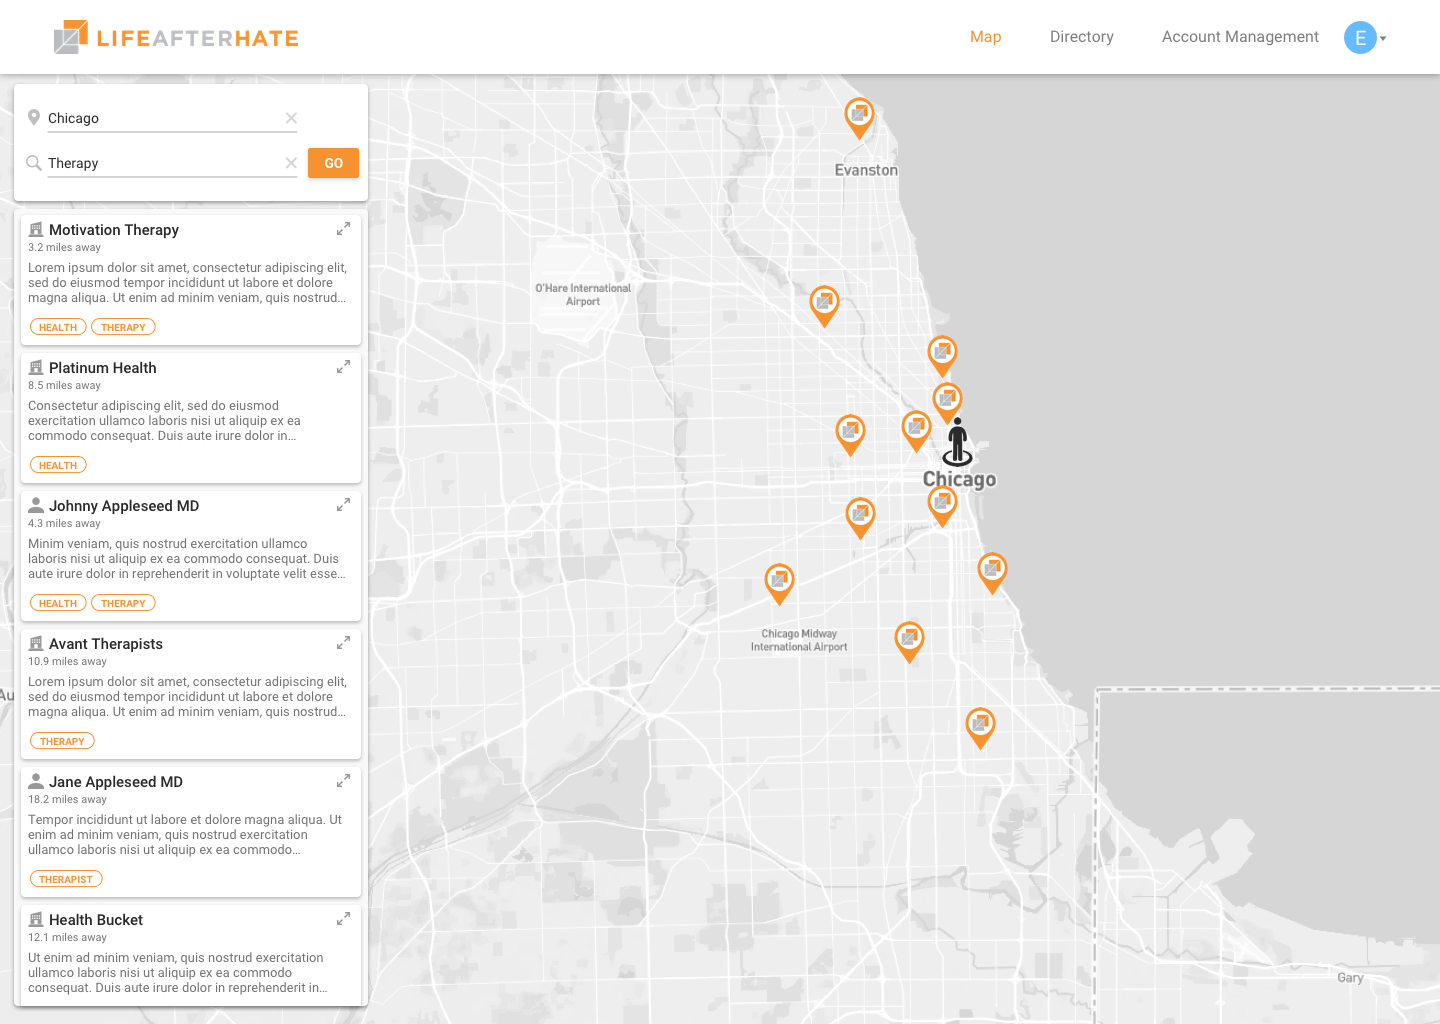 LIFEAFTERHATE
Map
Directory
Account Management
E
Chicago
Therapy
GO
Motivation Therapy
3.2 miles away
Lorem ipsum dolor sit amet, consectetur adipiscing elit,
sed do eiusmod tempor incididunt ut labore et dolore
magna aliqua. Ut enim ad minim veniam, quis nostrud...
HEALTH
THERAPY
Platinum Health
8.5 miles away
Consectetur adipiscing elit, sed do eiusmod
exercitation ullamco laboris nisi ut aliquip ex ea
commodo consequat. Duis aute irure dolor in...
HEALTH
Johnny Appleseed MD
4.3 miles away
Minim veniam, quis nostrud exercitation ullamco
laboris nisi ut aliquip ex ea commodo consequat. Duis
aute irure dolor in reprehenderit in voluptate velit esse...
HEALTH
THERAPY
Avant Therapists
10.9 miles away
Lorem ipsum dolor sit amet, consectetur adipiscing elit,
sed do eiusmod tempor incididunt ut labore et dolore
magna aliqua. Ut enim ad minim veniam, quis nostrud...
THERAPY
Jane Appleseed MD
18.2 miles away
Tempor incididunt ut labore et dolore magna aliqua. Ut
enim ad minim veniam, quis nostrud exercitation
ullamco laboris nisi ut aliquip ex ea commodo...
THERAPIST
Health Bucket
12.1 miles away
Ut enim ad minim veniam, quis nostrud exercitation
ullamco laboris nisi ut aliquip ex ea commodo
consequat. Duis aute irure dolor in reprehenderit in...
Evanston
O'Hare International
Airport
Chicago
Chicago Midway
International Airport
Au
Gary